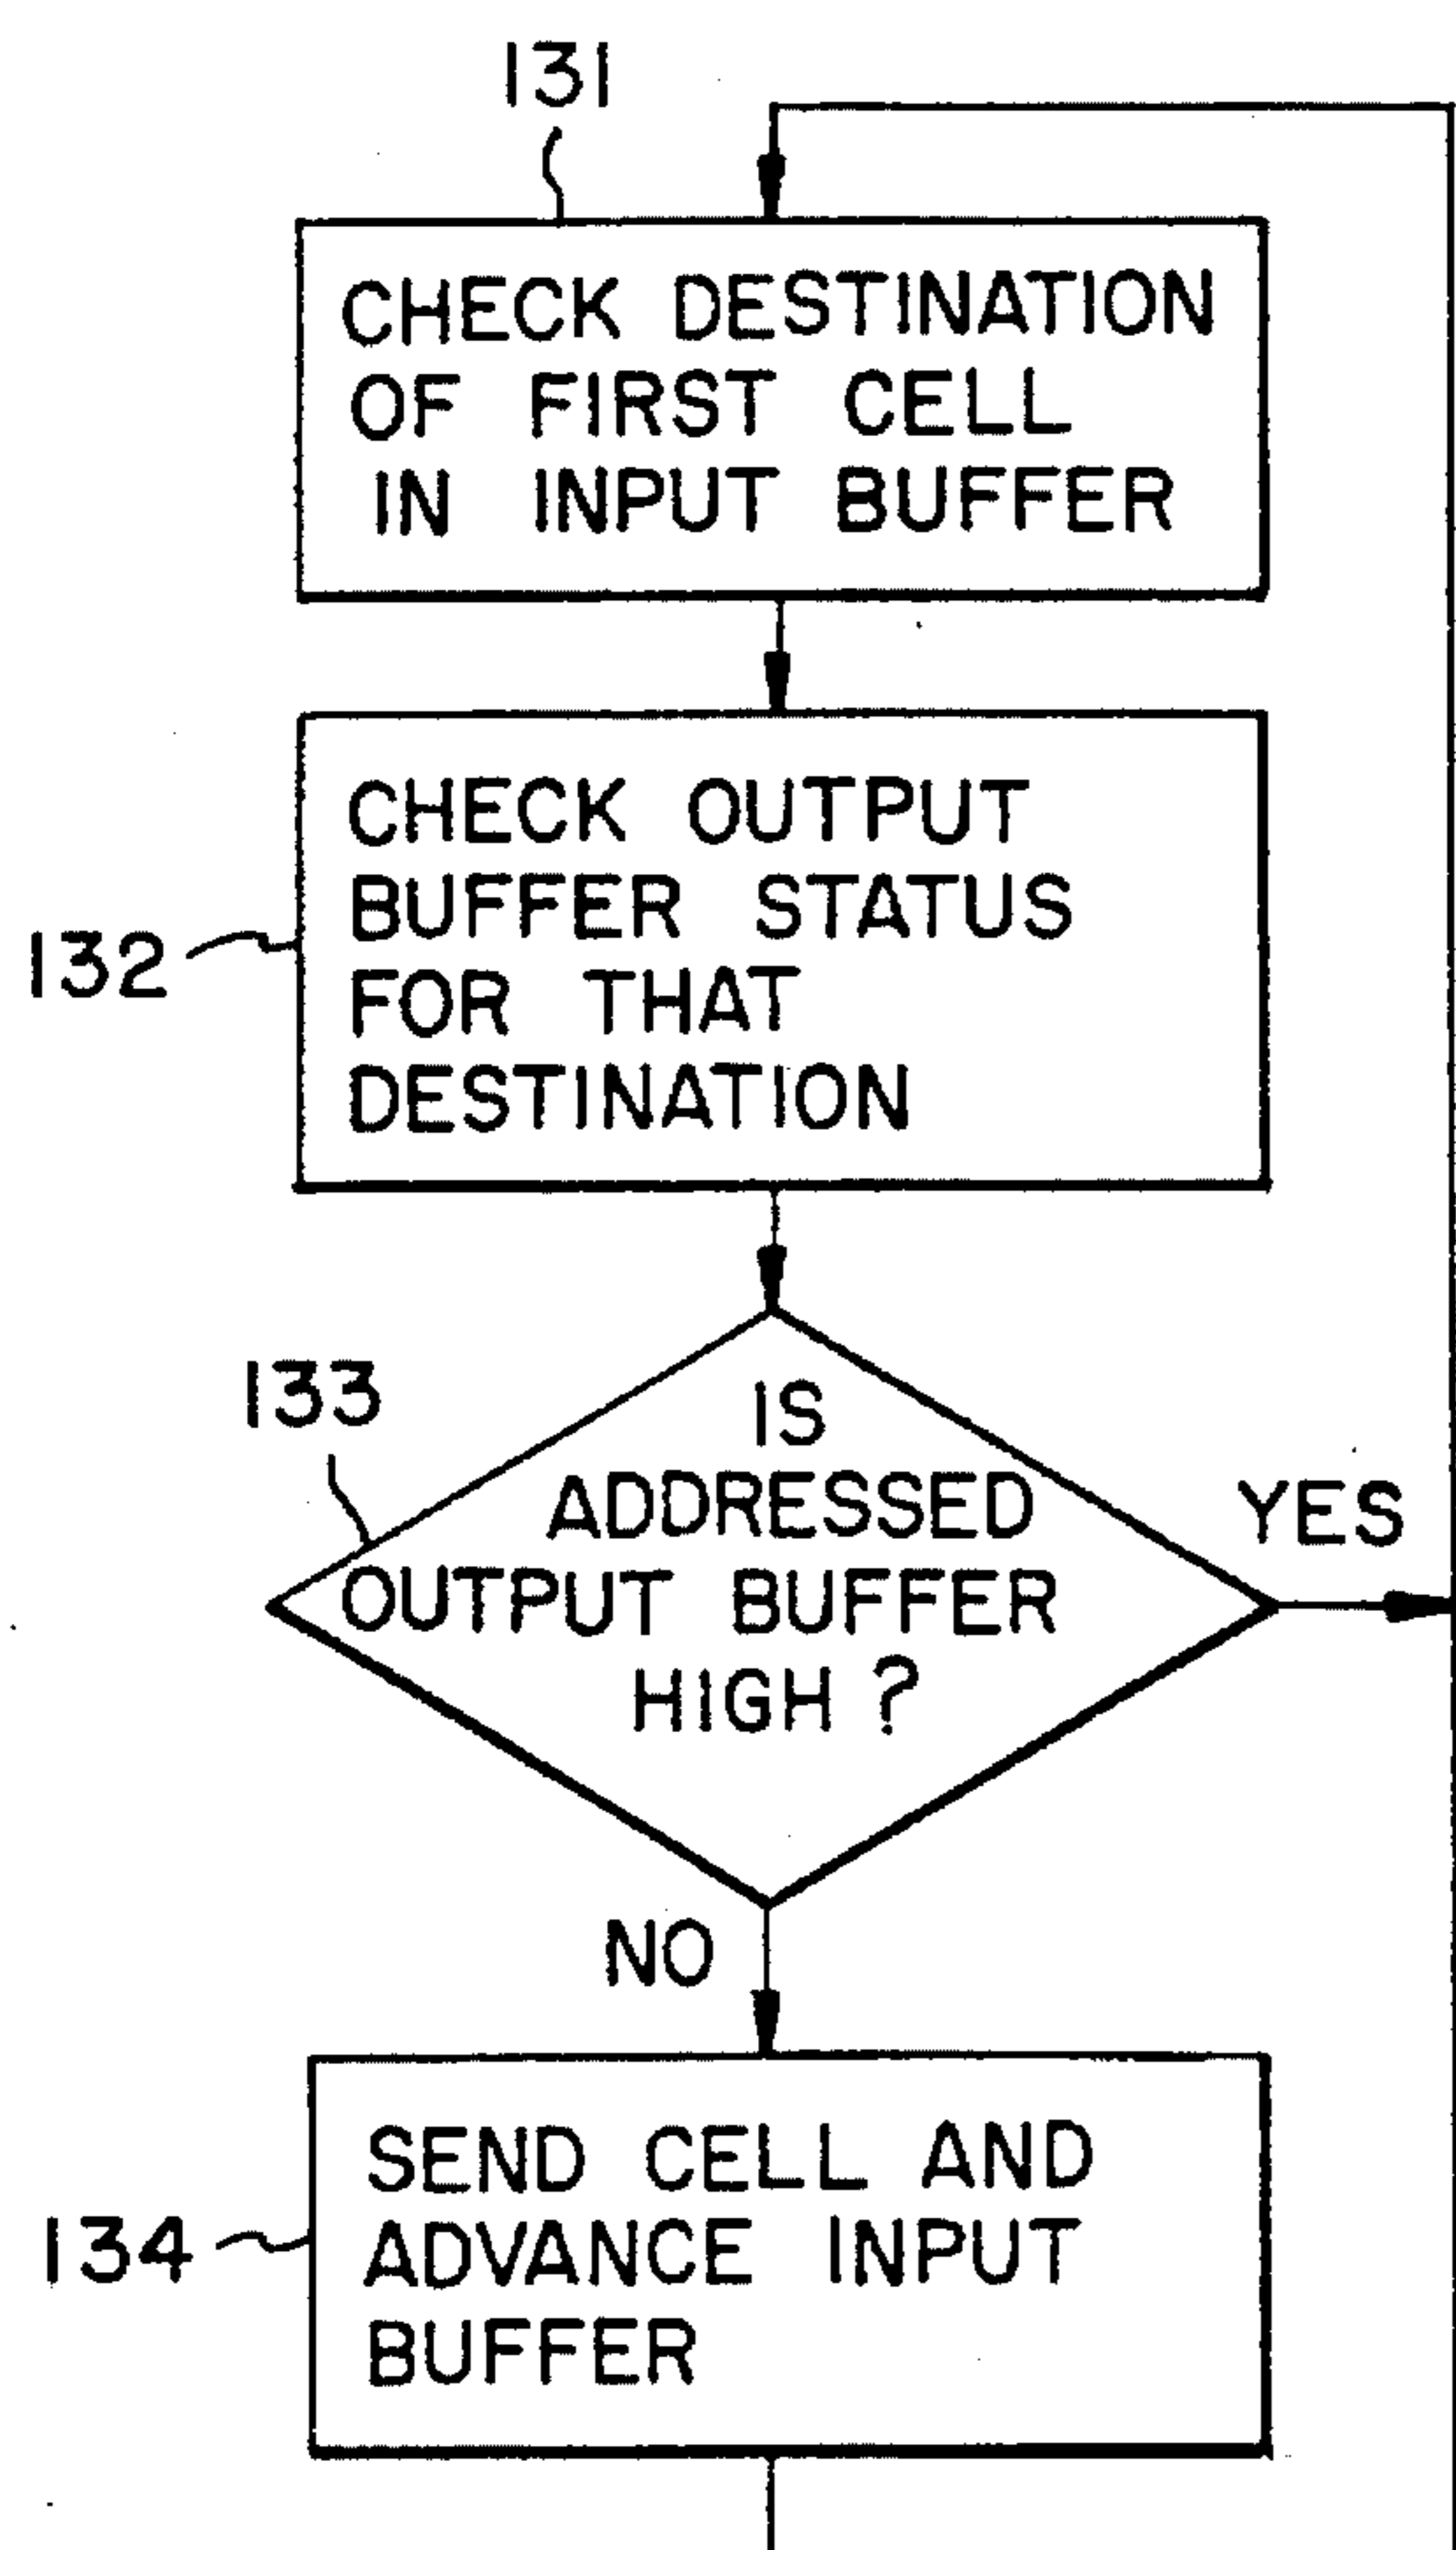 131
CHECK DESTINATION
OF FIRST CELL
IN INPUT BUFFER
132
CHECK OUTPUT
BUFFER STATUS
FOR THAT
DESTINATION
133
IS
ADDRESSED
OUTPUT BUFFER
HIGH ?
YES
NO
134
SEND CELL AND
ADVANCE INPUT
BUFFER